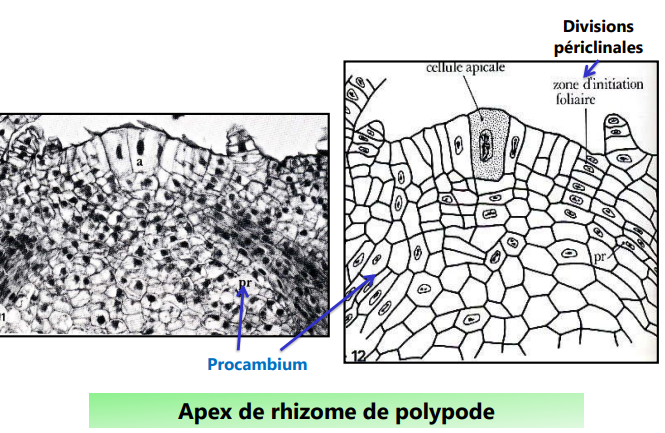 Divisions
périclinales
cellule apicale
zone d'initiation
foliaire
a
pr
pr
1
12
Procambium
Apex de rhizome de polypode